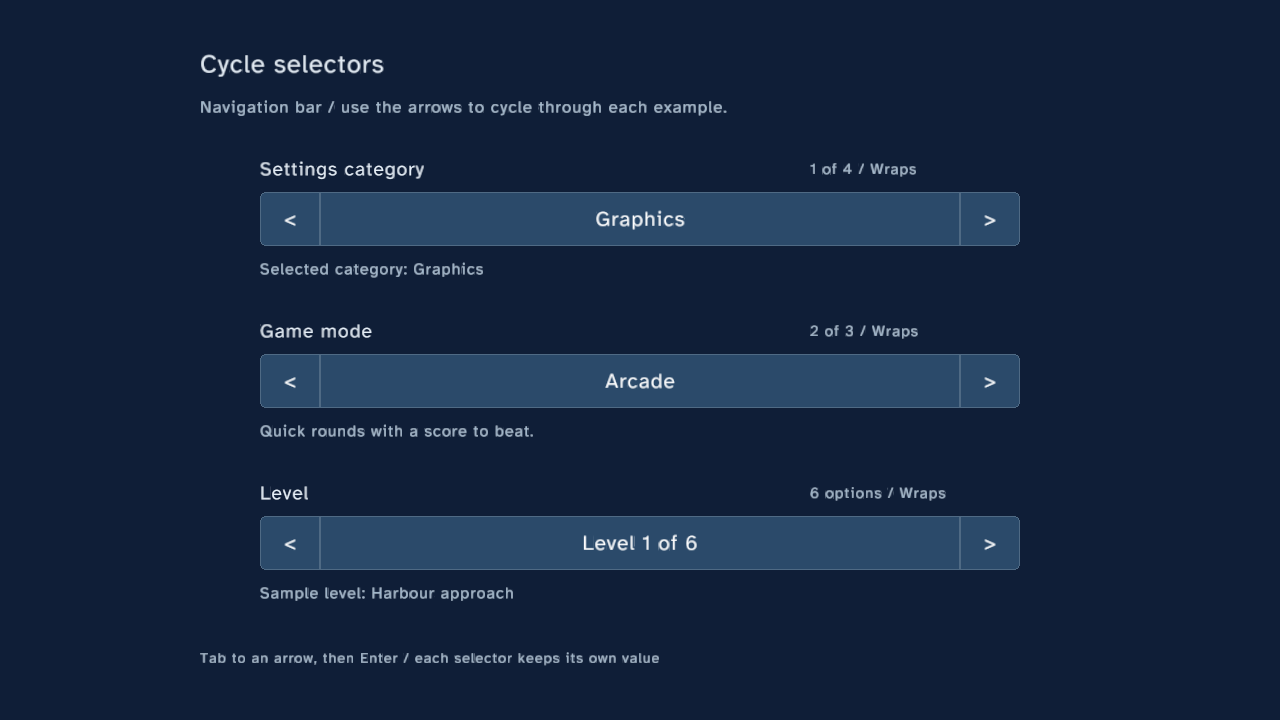 Cycle selectors
Navigation bar / use the arrows to cycle through each example.
Settings category
1 of 4 / Wraps
< Graphics >
Selected category: Graphics
Game mode
2 of 3 / Wraps
< Arcade >
Quick rounds with a score to beat.
Level
6 options / Wraps
< Level 1 of 6 >
Sample level: Harbour approach
Tab to an arrow, then Enter / each selector keeps its own value